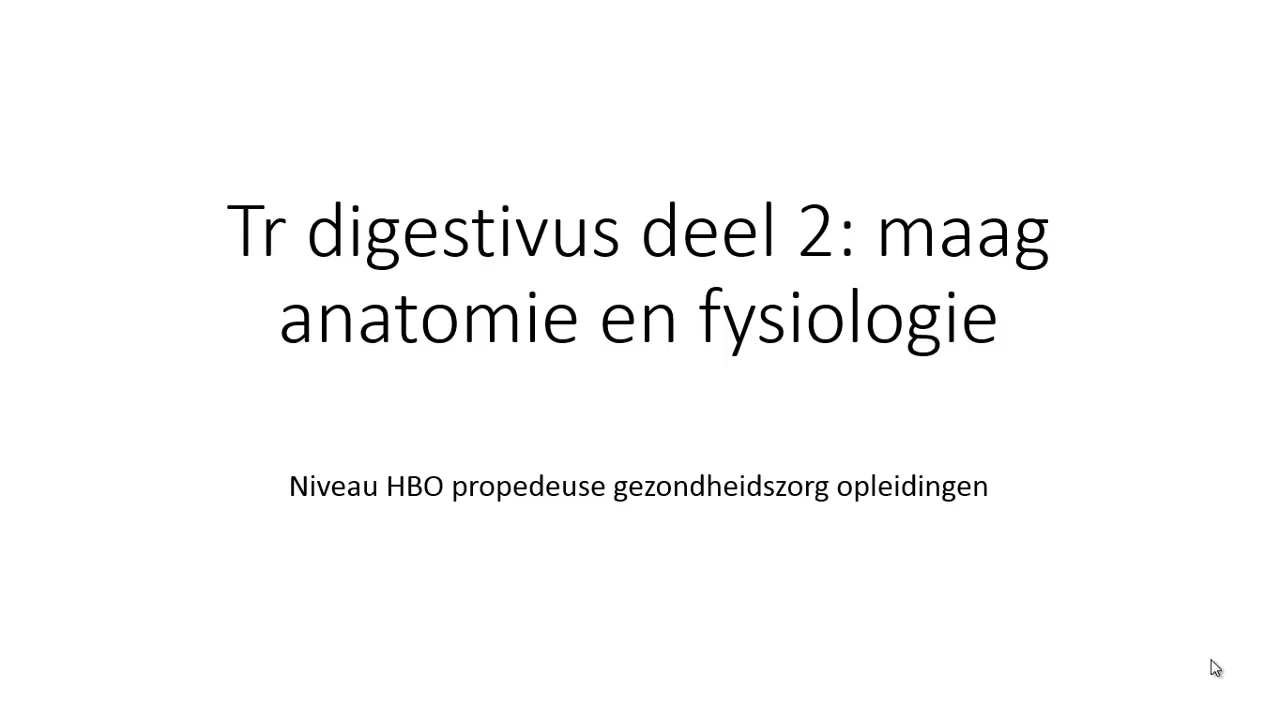 Tr digestivus deel 2: maag
anatomie en fysiologie
Niveau HBO propedeuse gezondheidszorg opleidingen